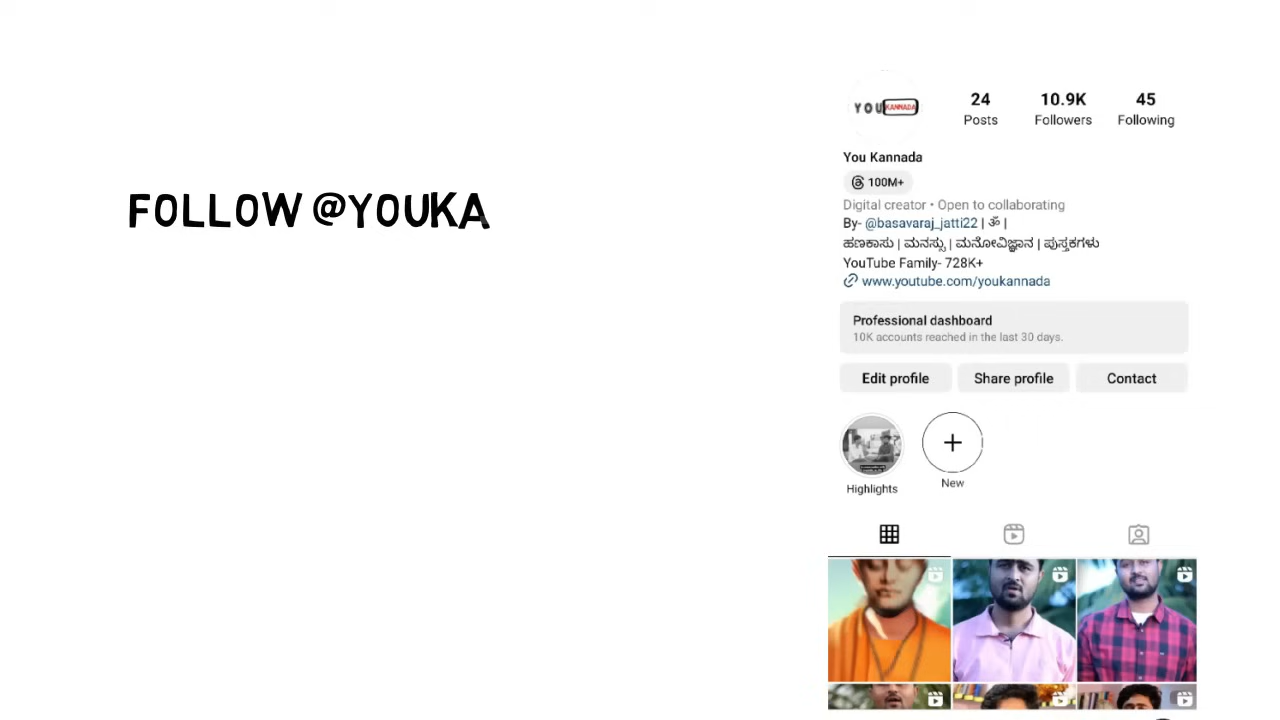 FOLLOW @YOUKA
YOU KANNADA
24
Posts
10.9K
Followers
45
Following
You Kannada
100M+
Digital creator • Open to collaborating
By- @basavaraj_jatti22 | ॐ |
ಹಣಕಾಸು | ಮನಸ್ಸು | ಮನೋವಿಜ್ಞಾನ | ಪುಸ್ತಕಗಳು
YouTube Family- 728K+
www.youtube.com/youkannada
Professional dashboard
10K accounts reached in the last 30 days.
Edit profile
Share profile
Contact
Highlights
New